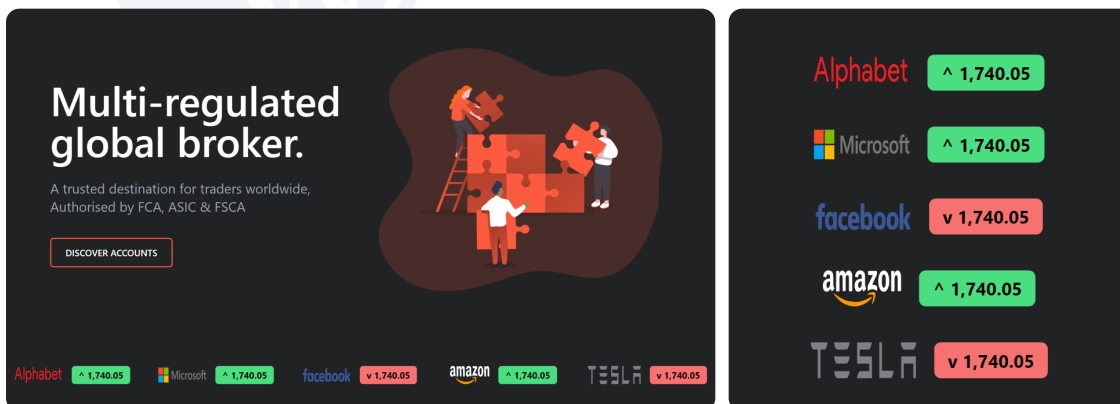 Multi-regulated
global broker.
A trusted destination for traders worldwide,
Authorised by FCA, ASIC & FSCA
DISCOVER ACCOUNTS
Alphabet ^ 1,740.05 Microsoft ^ 1,740.05 facebook v 1,740.05 amazon ^ 1,740.05 TESLA v 1,740.05
Alphabet ^ 1,740.05
Microsoft ^ 1,740.05
facebook v 1,740.05
amazon ^ 1,740.05
TESLA v 1,740.05